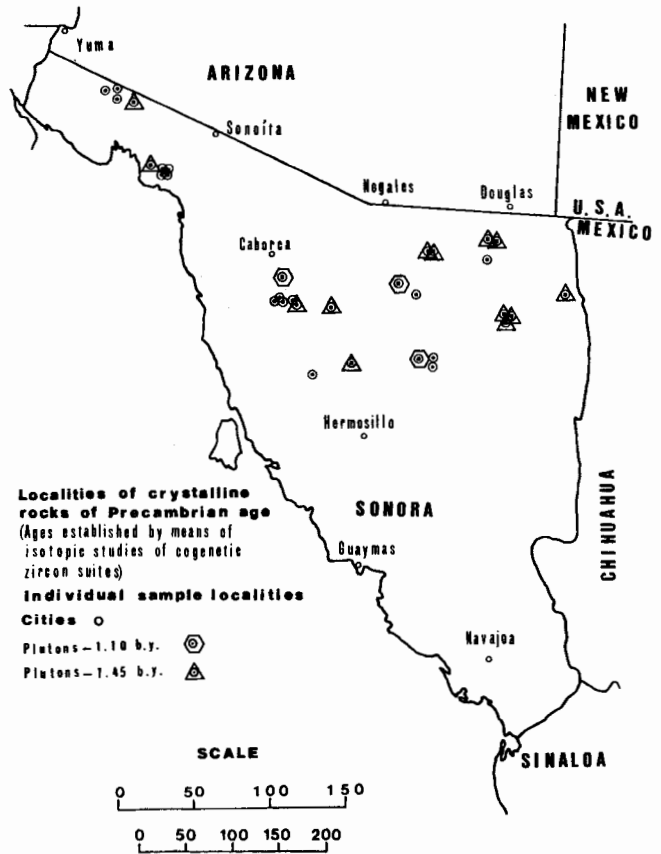 Yuma
ARIZONA
NEW
MEXICO
Sonoíta
Nogales
Douglas
U.S.A.
MEXICO
Caborca
Hermosillo
Localities of crystalline
rocks of Precambrian age
(Ages established by means of
isotopic studies of cogenetic
zircon suites)
SONORA
CHIHUAHUA
Guaymas
Individual sample localities
Cities
Plutons-1.10 b.y.
Plutons-1.45 b.y.
Navajoa
SCALE
SINALOA
0 50 100 150
0 50 100 150 200